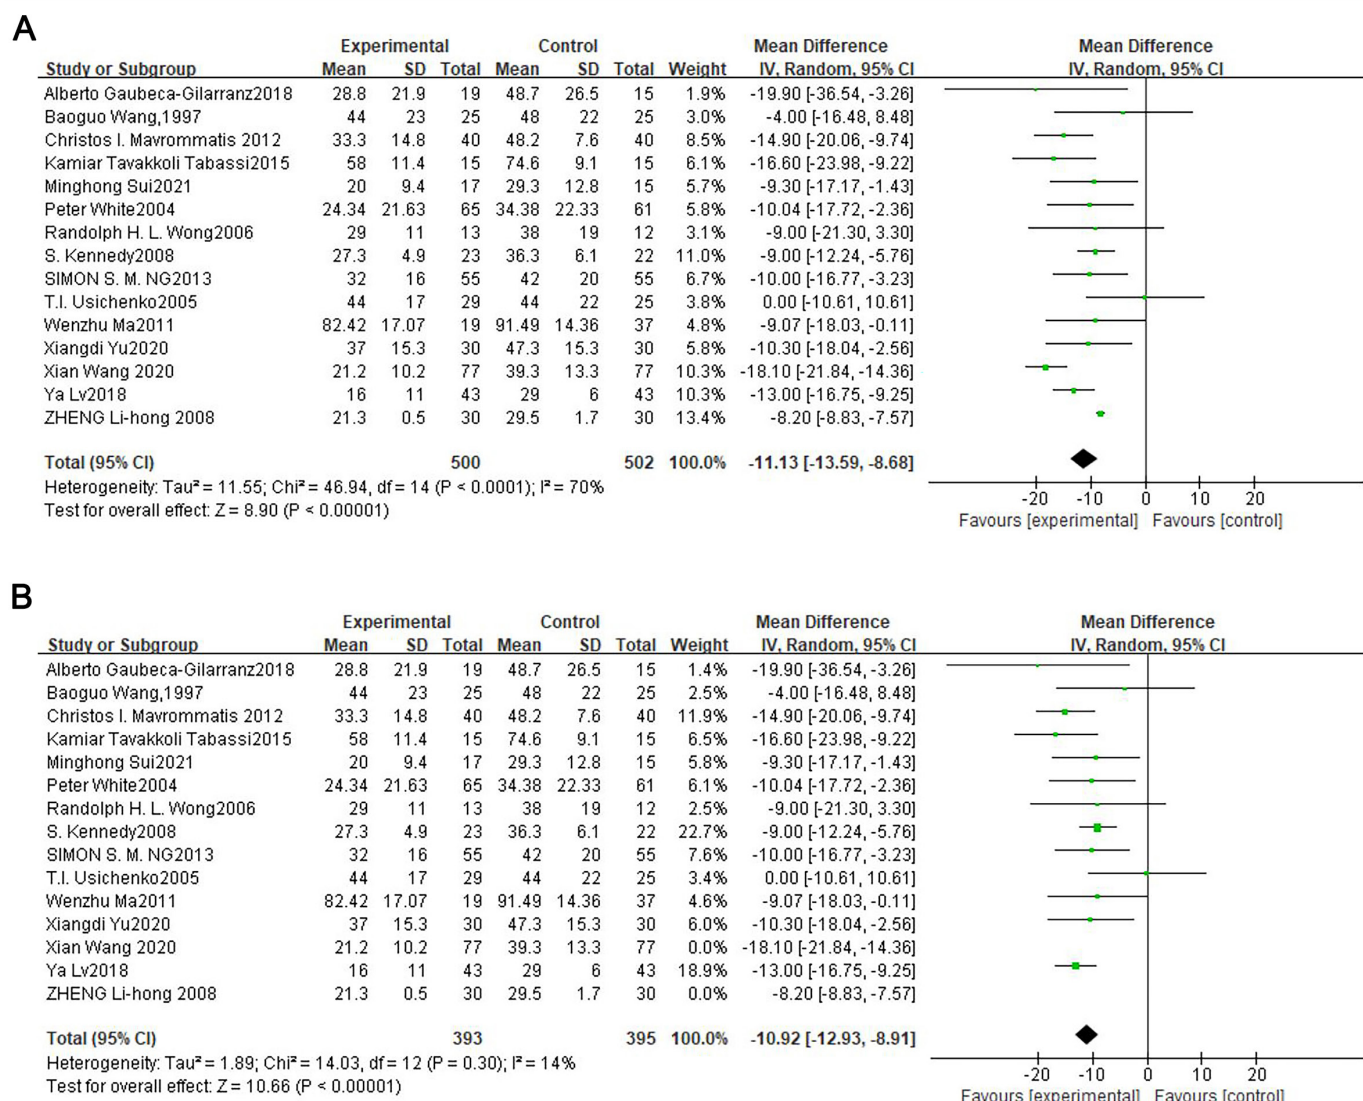 A
Experimental Control Mean Difference Mean Difference
Study or Subgroup Mean SD Total Mean SD Total Weight IV, Random, 95% CI IV, Random, 95% CI
Alberto Gaubeca-Gilarranz2018 28.8 21.9 19 48.7 26.5 15 1.9% -19.90 [-36.54, -3.26]
Baoguo Wang,1997 44 23 25 48 22 25 3.0% -4.00 [-16.48, 8.48]
Christos I. Mavrommatis 2012 33.3 14.8 40 48.2 7.6 40 8.5% -14.90 [-20.06, -9.74]
Kamiar Tavakkoli Tabassi2015 58 11.4 15 74.6 9.1 15 6.1% -16.60 [-23.98, -9.22]
Minghong Sui2021 20 9.4 17 29.3 12.8 15 5.7% -9.30 [-17.17, -1.43]
Peter White2004 24.34 21.63 65 34.38 22.33 61 5.8% -10.04 [-17.72, -2.36]
Randolph H. L. Wong2006 29 11 13 38 19 12 3.1% -9.00 [-21.30, 3.30]
S. Kennedy2008 27.3 4.9 23 36.3 6.1 22 11.0% -9.00 [-12.24, -5.76]
SIMON S. M. NG2013 32 16 55 42 20 55 6.7% -10.00 [-16.77, -3.23]
T.I. Usichenko2005 44 17 29 44 22 25 3.8% 0.00 [-10.61, 10.61]
Wenzhu Ma2011 82.42 17.07 19 91.49 14.36 37 4.8% -9.07 [-18.03, -0.11]
Xiangdi Yu2020 37 15.3 30 47.3 15.3 30 5.8% -10.30 [-18.04, -2.56]
Xian Wang 2020 21.2 10.2 77 39.3 13.3 77 10.3% -18.10 [-21.84, -14.36]
Ya Lv2018 16 11 43 29 6 43 10.3% -13.00 [-16.75, -9.25]
ZHENG Li-hong 2008 21.3 0.5 30 29.5 1.7 30 13.4% -8.20 [-8.83, -7.57]
Total (95% CI) 500 502 100.0% -11.13 [-13.59, -8.68]
Heterogeneity: Tau² = 11.55; Chi² = 46.94, df = 14 (P < 0.0001); I² = 70%
Test for overall effect: Z = 8.90 (P < 0.00001)
-20 -10 0 10 20
Favours [experimental] Favours [control]
B
Experimental Control Mean Difference Mean Difference
Study or Subgroup Mean SD Total Mean SD Total Weight IV, Random, 95% CI IV, Random, 95% CI
Alberto Gaubeca-Gilarranz2018 28.8 21.9 19 48.7 26.5 15 1.4% -19.90 [-36.54, -3.26]
Baoguo Wang,1997 44 23 25 48 22 25 2.5% -4.00 [-16.48, 8.48]
Christos I. Mavrommatis 2012 33.3 14.8 40 48.2 7.6 40 11.9% -14.90 [-20.06, -9.74]
Kamiar Tavakkoli Tabassi2015 58 11.4 15 74.6 9.1 15 6.5% -16.60 [-23.98, -9.22]
Minghong Sui2021 20 9.4 17 29.3 12.8 15 5.8% -9.30 [-17.17, -1.43]
Peter White2004 24.34 21.63 65 34.38 22.33 61 6.1% -10.04 [-17.72, -2.36]
Randolph H. L. Wong2006 29 11 13 38 19 12 2.5% -9.00 [-21.30, 3.30]
S. Kennedy2008 27.3 4.9 23 36.3 6.1 22 22.7% -9.00 [-12.24, -5.76]
SIMON S. M. NG2013 32 16 55 42 20 55 7.6% -10.00 [-16.77, -3.23]
T.I. Usichenko2005 44 17 29 44 22 25 3.4% 0.00 [-10.61, 10.61]
Wenzhu Ma2011 82.42 17.07 19 91.49 14.36 37 4.6% -9.07 [-18.03, -0.11]
Xiangdi Yu2020 37 15.3 30 47.3 15.3 30 6.0% -10.30 [-18.04, -2.56]
Xian Wang 2020 21.2 10.2 77 39.3 13.3 77 0.0% -18.10 [-21.84, -14.36]
Ya Lv2018 16 11 43 29 6 43 18.9% -13.00 [-16.75, -9.25]
ZHENG Li-hong 2008 21.3 0.5 30 29.5 1.7 30 0.0% -8.20 [-8.83, -7.57]
Total (95% CI) 393 395 100.0% -10.92 [-12.93, -8.91]
Heterogeneity: Tau² = 1.89; Chi² = 14.03, df = 12 (P = 0.30); I² = 14%
Test for overall effect: Z = 10.66 (P < 0.00001)
-20 -10 0 10 20
Favours [experimental] Favours [control]